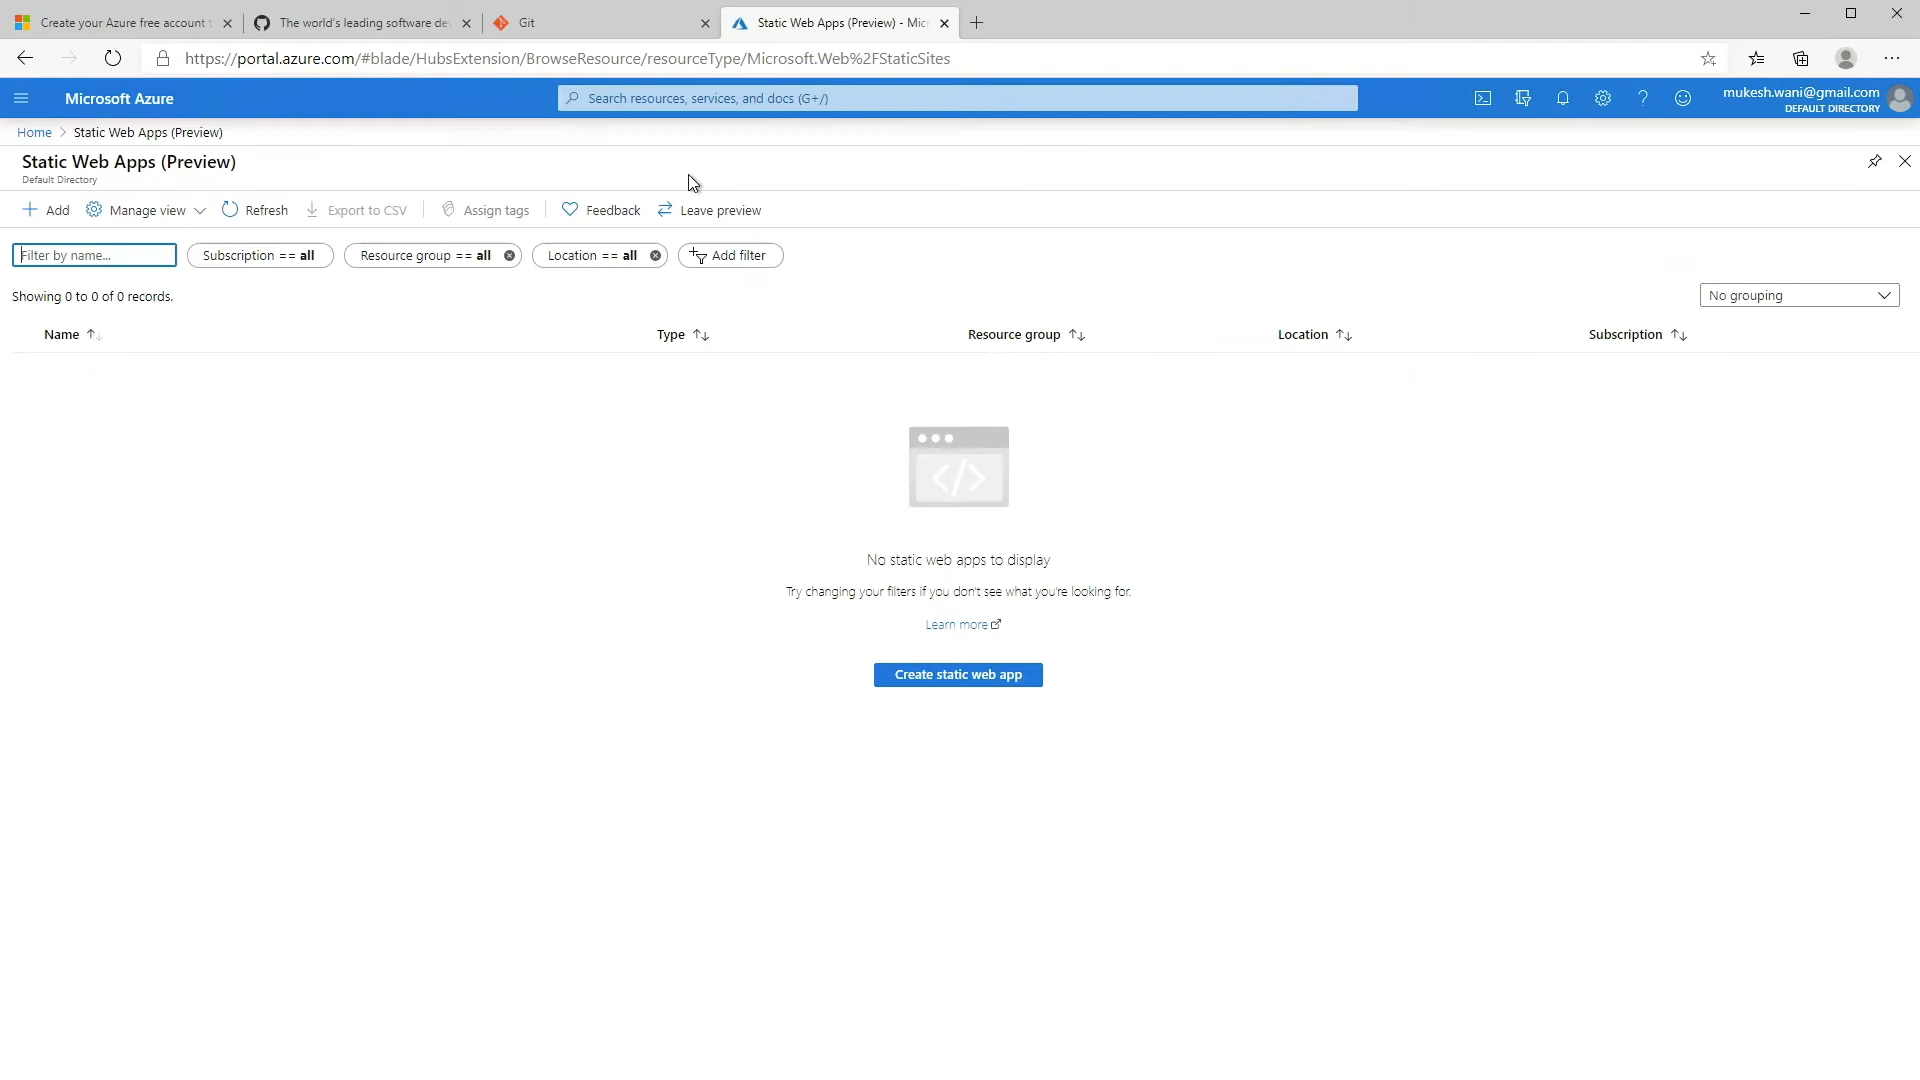 Create your Azure free account t
The world's leading software dev
Git
Static Web Apps (Preview) - Micr
https://portal.azure.com/#blade/HubsExtension/BrowseResource/resourceType/Microsoft.Web%2FStaticSites
Microsoft Azure
Search resources, services, and docs (G+/)
mukesh.wani@gmail.com
DEFAULT DIRECTORY
Home > Static Web Apps (Preview)
Static Web Apps (Preview)
Default Directory
Add Manage view Refresh Export to CSV Assign tags Feedback Leave preview
Filter by name... Subscription == all Resource group == all Location == all Add filter
Showing 0 to 0 of 0 records.
No grouping
Name Type Resource group Location Subscription
No static web apps to display
Try changing your filters if you don't see what you're looking for.
Learn more
Create static web app